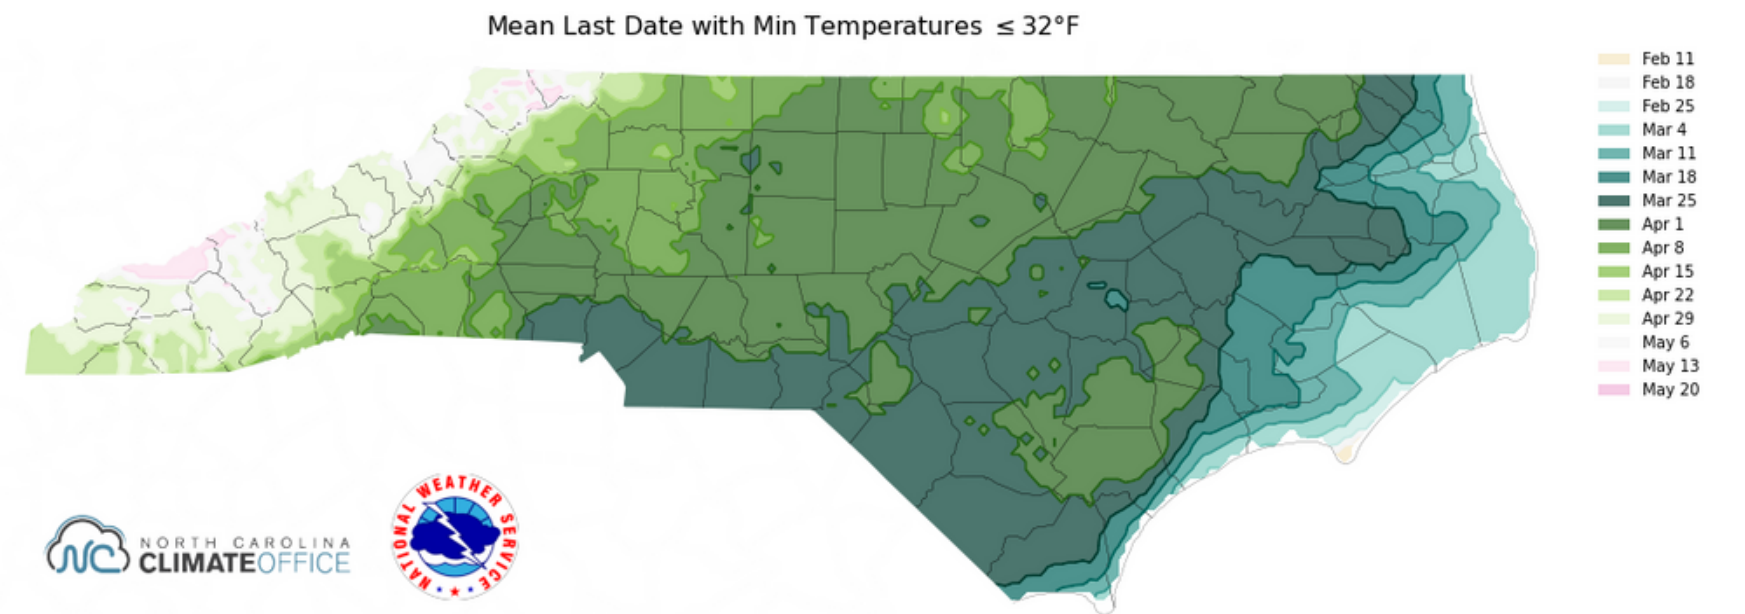 Mean Last Date with Min Temperatures ≤ 32°F
Feb 11
Feb 18
Feb 25
Mar 4
Mar 11
Mar 18
Mar 25
Apr 1
Apr 8
Apr 15
Apr 22
Apr 29
May 6
May 13
May 20
NC
NORTH CAROLINA
CLIMATEOFFICE
NATIONAL WEATHER SERVICE